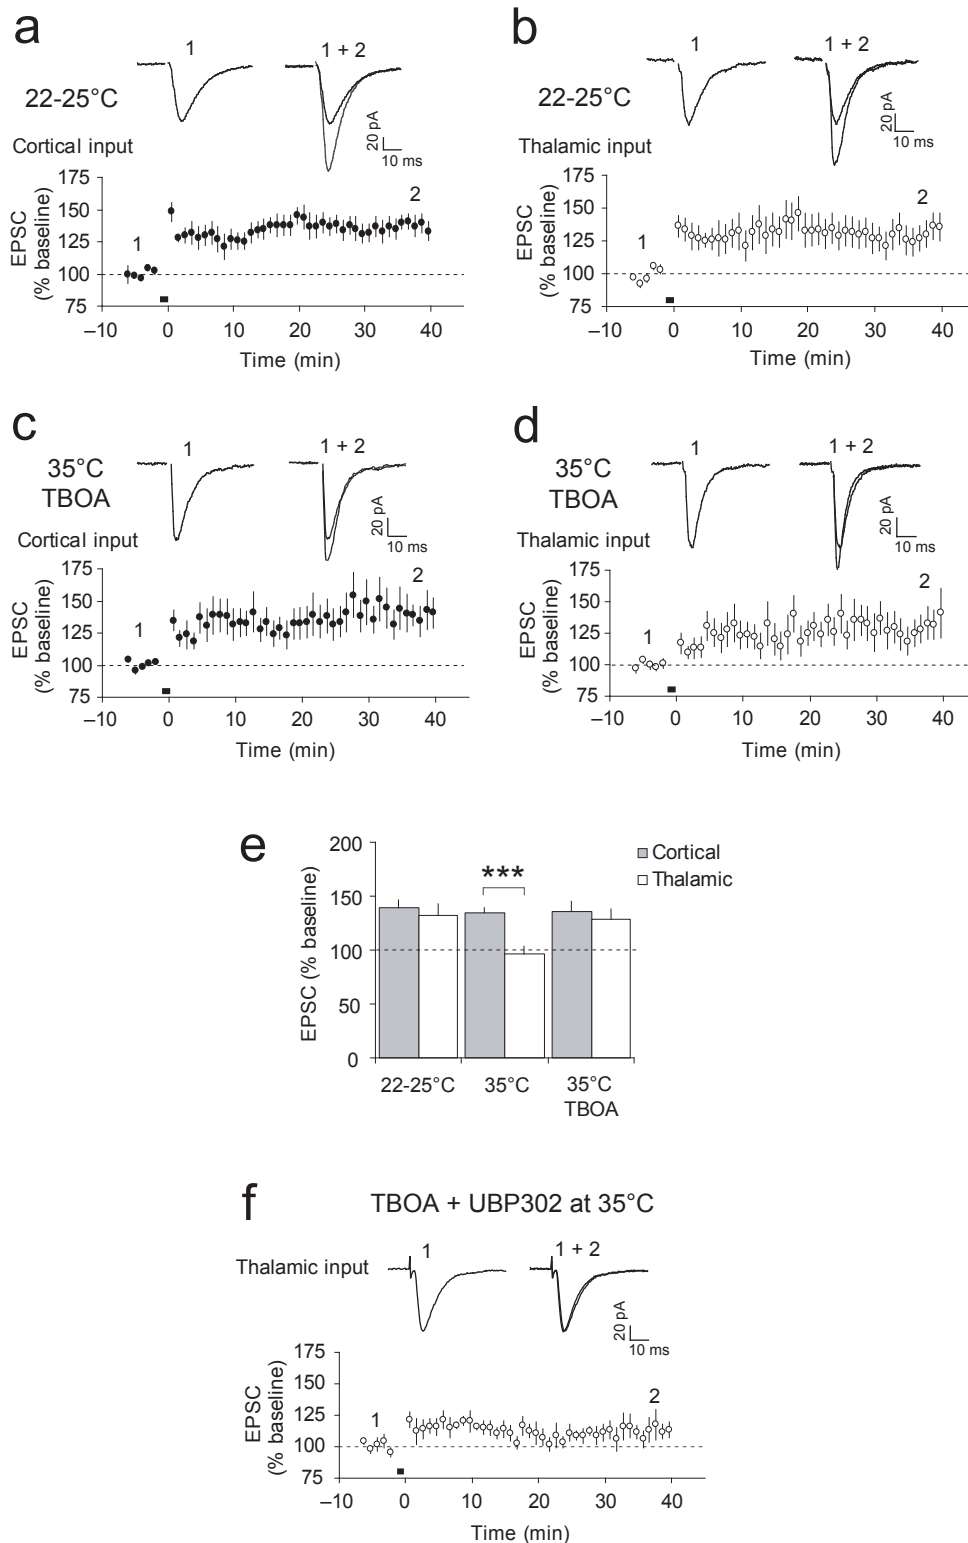 a
1
1 + 2
22-25°C
Cortical input
20 pA
10 ms
EPSC
(% baseline)
175
150
125
100
75
1
2
–10
0
10
20
30
40
Time (min)
b
1
1 + 2
22-25°C
Thalamic input
20 pA
10 ms
EPSC
(% baseline)
175
150
125
100
75
1
2
–10
0
10
20
30
40
Time (min)
c
1
1 + 2
35°C
TBOA
Cortical input
20 pA
10 ms
EPSC
(% baseline)
175
150
125
100
75
1
2
–10
0
10
20
30
40
Time (min)
d
1
1 + 2
35°C
TBOA
Thalamic input
20 pA
10 ms
EPSC
(% baseline)
175
150
125
100
75
1
2
–10
0
10
20
30
40
Time (min)
e
EPSC (% baseline)
200
150
100
50
0
***
Cortical
Thalamic
22-25°C
35°C
35°C
TBOA
f
TBOA + UBP302 at 35°C
Thalamic input
1
1 + 2
20 pA
10 ms
EPSC
(% baseline)
175
150
125
100
75
1
2
–10
0
10
20
30
40
Time (min)